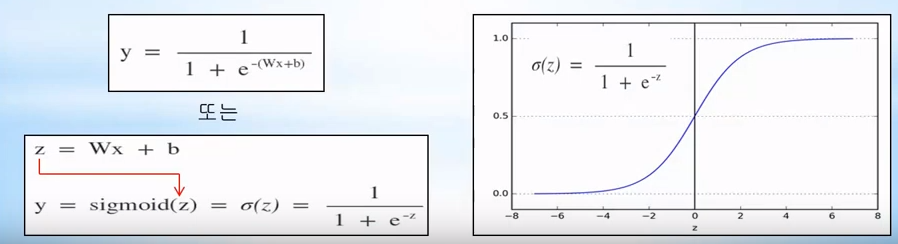 y = 1 / (1 + e^-(Wx+b))
또는
z = Wx + b
y = sigmoid(z) = σ(z) = 1 / (1 + e^-z)
σ(z) = 1 / (1 + e^-z)
1.0
0.5
0.0
−8 −6 −4 −2 0 2 4 6 8
z